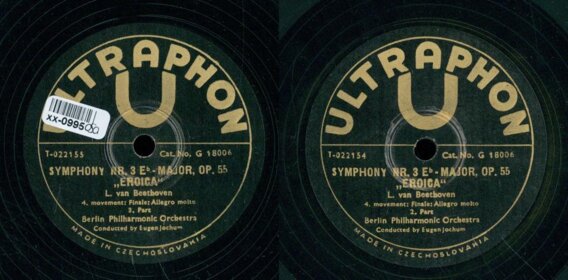 ULTRAPHON
U
xx-0995
T-022155 Cat. No. G 18006
SYMPHONY NR. 3 Eb - MAJOR, OP. 55
„EROICA“
L. van Beethoven
4. movement: Finale: Allegro molto
3. Part
Berlin Philharmonic Orchestra
Conducted by Eugen Jochum
MADE IN CZECHOSLOVAKIA
ULTRAPHON
U
T-022154 Cat. No. G 18006
SYMPHONY NR. 3 Eb - MAJOR, OP. 55
„EROICA“
L. van Beethoven
4. movement: Finale: Allegro molto
2. Part
Berlin Philharmonic Orchestra
Conducted by Eugen Jochum
MADE IN CZECHOSLOVAKIA